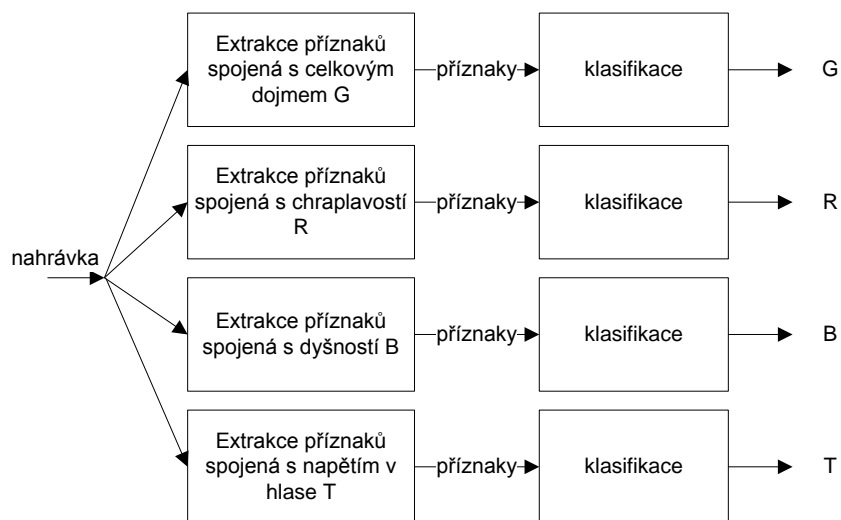 Extrakce příznaků
spojená s celkovým
dojmem G
příznaky
klasifikace
G
Extrakce příznaků
spojená s chraplavostí
R
příznaky
klasifikace
R
nahrávka
Extrakce příznaků
spojená s dyšností B
příznaky
klasifikace
B
Extrakce příznaků
spojená s napětím v
hlase T
příznaky
klasifikace
T